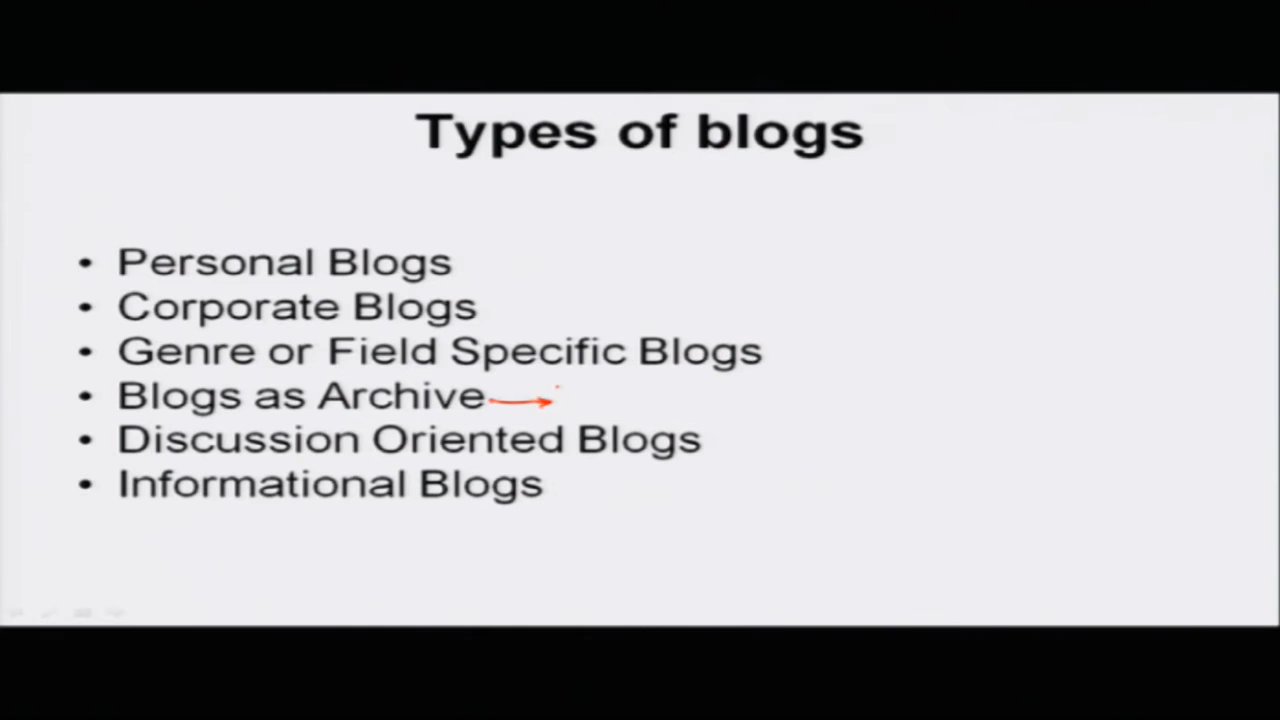 Types of blogs
• Personal Blogs
• Corporate Blogs
• Genre or Field Specific Blogs
• Blogs as Archive
• Discussion Oriented Blogs
• Informational Blogs